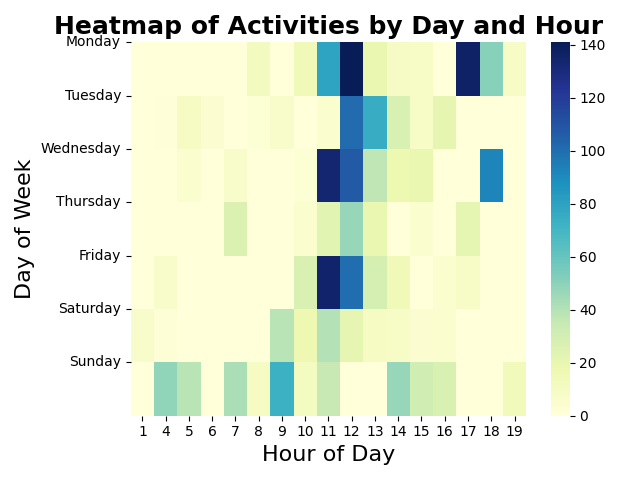 Heatmap of Activities by Day and Hour
Monday
Tuesday
Wednesday
Thursday
Friday
Saturday
Sunday
Day of Week
1 4 5 6 7 8 9 10 11 12 13 14 15 16 17 18 19
Hour of Day
140
120
100
80
60
40
20
0